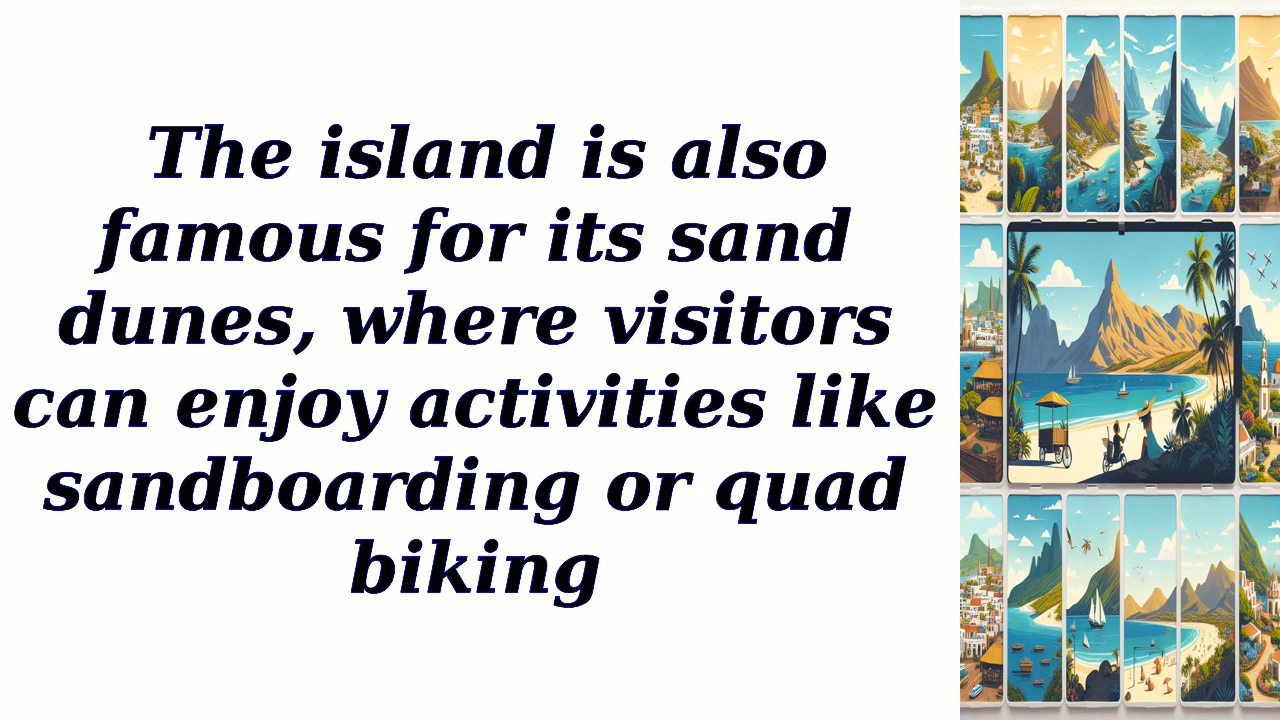 The island is also
famous for its sand
dunes, where visitors
can enjoy activities like
sandboarding or quad
biking